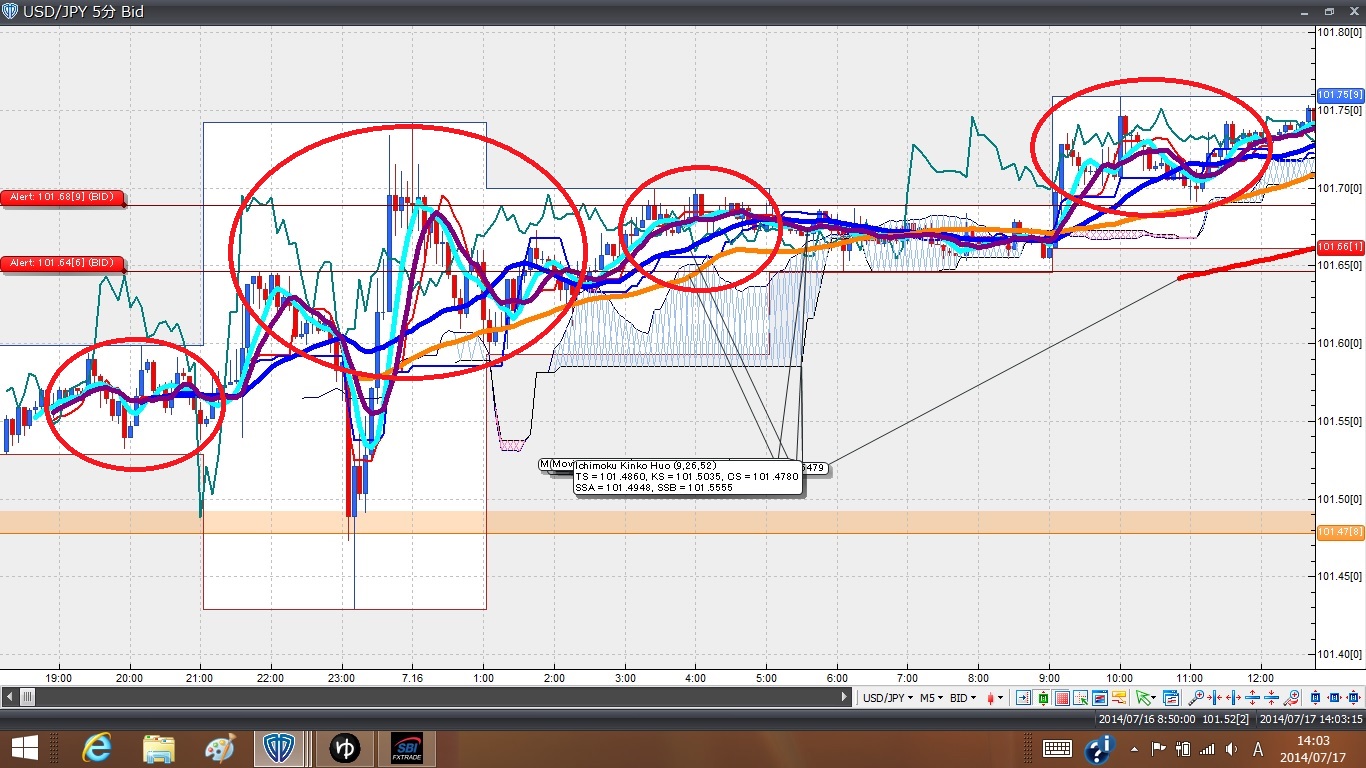 USD/JPY 5分 Bid
101.80[0]
101.75[9]
101.75[0]
Alert: 101.68[9] (BID)
101.70[0]
101.66[1]
Alert: 101.64[6] (BID)
101.65[0]
101.60[0]
101.55[0]
Ichimoku Kinko Huo (9,26,52)
TS = 101.4860, KS = 101.5035, CS = 101.4780
SSA = 101.4948, SSB = 101.5555
101.50[0]
101.47[8]
101.45[0]
101.40[0]
19:00 20:00 21:00 22:00 23:00 7.16 1:00 2:00 3:00 4:00 5:00 6:00 7:00 8:00 9:00 10:00 11:00 12:00
USD/JPY M5 BID
2014/07/16 8:50:00 101.52[2] 2014/07/17 14:03:15
SBI
FXTRADE
A
14:03
2014/07/17